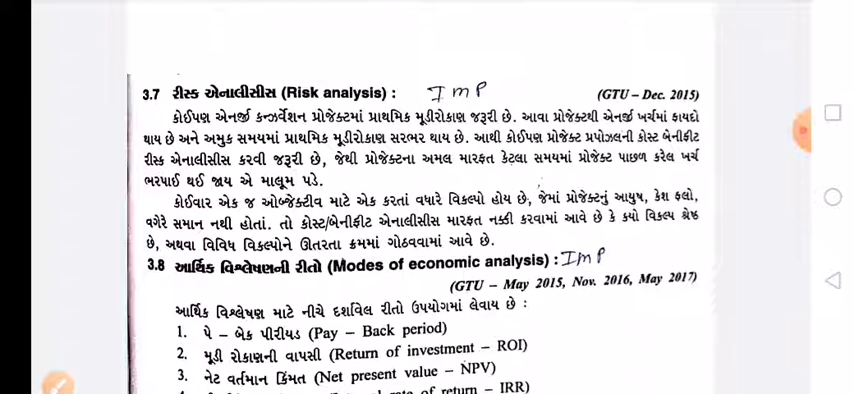 3.7 રીસ્ક એનાલીસીસ (Risk analysis) : IMP (GTU – Dec. 2015)
કોઈપણ એનર્જી કન્ઝર્વેશન પ્રોજેક્ટમાં પ્રાથમિક મૂડીરોકાણ જરૂરી છે. આવા પ્રોજેક્ટથી એનર્જી ખર્ચમાં ફાયદો
થાય છે અને અમુક સમયમાં પ્રાથમિક મૂડીરોકાણ સરભર થાય છે. આથી કોઈપણ પ્રોજેક્ટ પ્રપોઝલની કોસ્ટ બેનીફીટ
રીસ્ક એનાલીસીસ કરવી જરૂરી છે, જેથી પ્રોજેક્ટના અમલ મારફત કેટલા સમયમાં પ્રોજેક્ટ પાછળ કરેલ ખર્ચ
ભરપાઈ થઈ જાય એ માલૂમ પડે.
કોઈવાર એક જ ઓબ્જેક્ટીવ માટે એક કરતાં વધારે વિકલ્પો હોય છે, જેમાં પ્રોજેક્ટનું આયુષ, કેશ ફલો,
વગેરે સમાન નથી હોતાં. તો કોસ્ટ/બેનીફીટ એનાલીસીસ મારફત નક્કી કરવામાં આવે છે કે કયો વિકલ્પ શ્રેષ્ઠ
છે, અથવા વિવિધ વિકલ્પોને ઊતરતા ક્રમમાં ગોઠવવામાં આવે છે.
3.8 આર્થિક વિશ્લેષણની રીતો (Modes of economic analysis) : IMP
(GTU – May 2015, Nov. 2016, May 2017)
આર્થિક વિશ્લેષણ માટે નીચે દર્શાવેલ રીતો ઉપયોગમાં લેવાય છે :
1. પે – બેક પીરીયડ (Pay – Back period)
2. મૂડી રોકાણની વાપસી (Return of investment – ROI)
3. નેટ વર્તમાન કિંમત (Net present value – NPV)
of return – IRR)